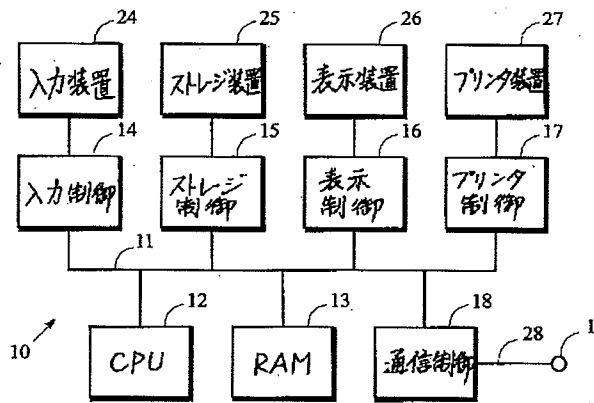 24
25
26
27
入力装置
ストレージ装置
表示装置
プリンタ装置
14
15
16
17
入力制御
ストレージ
制御
表示
制御
プリンタ
制御
11
12
13
18
10
CPU
RAM
通信制御
28
1